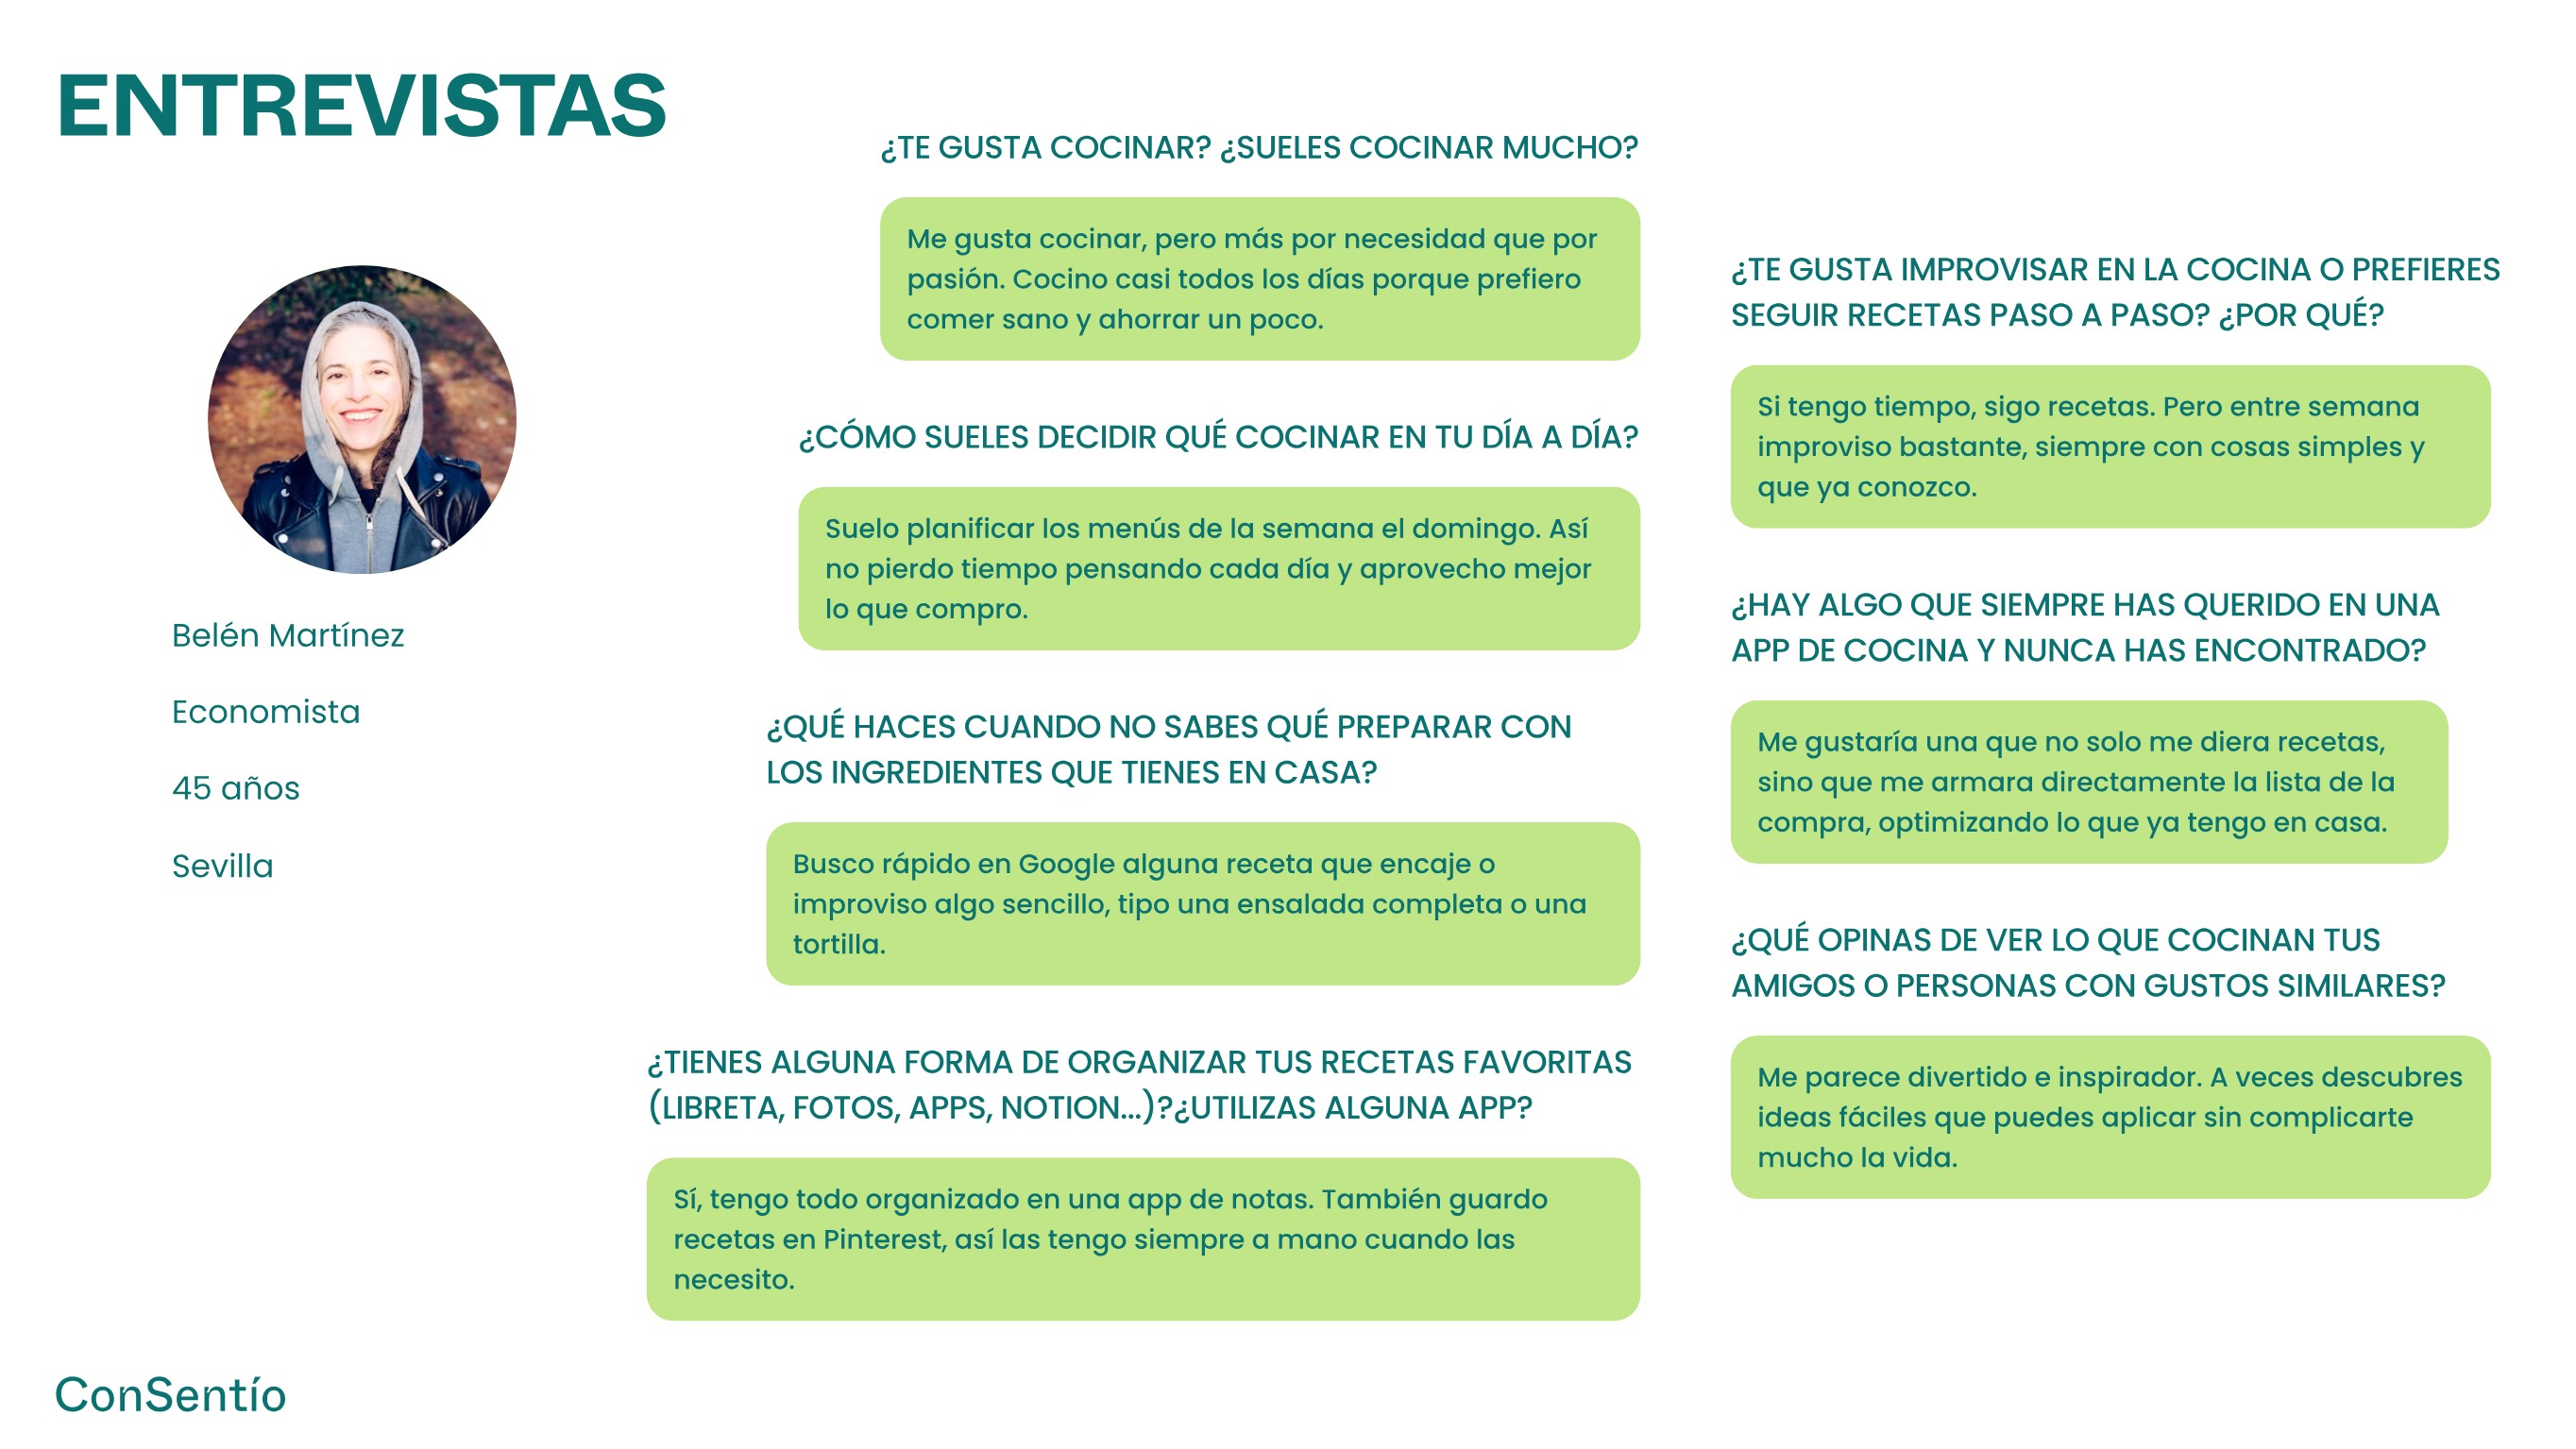 ENTREVISTAS
Belén Martínez
Economista
45 años
Sevilla
¿TE GUSTA COCINAR? ¿SUELES COCINAR MUCHO?
Me gusta cocinar, pero más por necesidad que por
pasión. Cocino casi todos los días porque prefiero
comer sano y ahorrar un poco.
¿CÓMO SUELES DECIDIR QUÉ COCINAR EN TU DÍA A DÍA?
Suelo planificar los menús de la semana el domingo. Así
no pierdo tiempo pensando cada día y aprovecho mejor
lo que compro.
¿QUÉ HACES CUANDO NO SABES QUÉ PREPARAR CON
LOS INGREDIENTES QUE TIENES EN CASA?
Busco rápido en Google alguna receta que encaje o
improviso algo sencillo, tipo una ensalada completa o una
tortilla.
¿TIENES ALGUNA FORMA DE ORGANIZAR TUS RECETAS FAVORITAS
(LIBRETA, FOTOS, APPS, NOTION...)?¿UTILIZAS ALGUNA APP?
Sí, tengo todo organizado en una app de notas. También guardo
recetas en Pinterest, así las tengo siempre a mano cuando las
necesito.
¿TE GUSTA IMPROVISAR EN LA COCINA O PREFIERES
SEGUIR RECETAS PASO A PASO? ¿POR QUÉ?
Si tengo tiempo, sigo recetas. Pero entre semana
improviso bastante, siempre con cosas simples y
que ya conozco.
¿HAY ALGO QUE SIEMPRE HAS QUERIDO EN UNA
APP DE COCINA Y NUNCA HAS ENCONTRADO?
Me gustaría una que no solo me diera recetas,
sino que me armara directamente la lista de la
compra, optimizando lo que ya tengo en casa.
¿QUÉ OPINAS DE VER LO QUE COCINAN TUS
AMIGOS O PERSONAS CON GUSTOS SIMILARES?
Me parece divertido e inspirador. A veces descubres
ideas fáciles que puedes aplicar sin complicarte
mucho la vida.
ConSentío